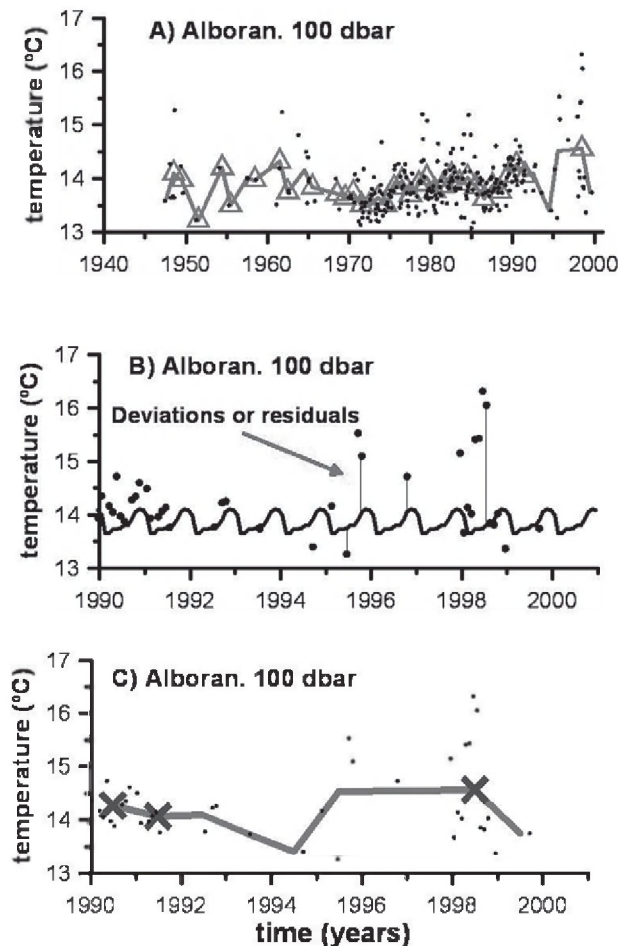 A) Alboran. 100 dbar
temperature (ºC)
17
16
15
14
13
1940 1950 1960 1970 1980 1990 2000
B) Alboran. 100 dbar
Deviations or residuals
temperature (ºC)
17
16
15
14
13
1990 1992 1994 1996 1998 2000
C) Alboran. 100 dbar
temperature (ºC)
17
16
15
14
13
1990 1992 1994 1996 1998 2000
time (years)